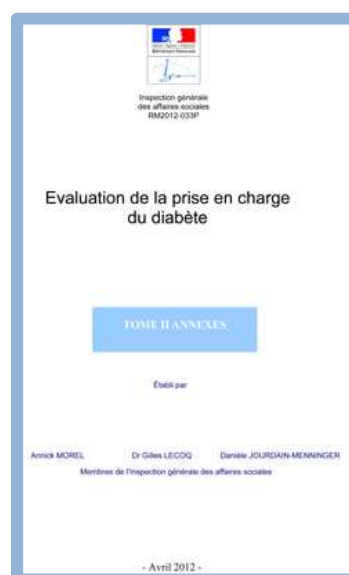 Inspection générale
des affaires sociales
RM2012-033P
Evaluation de la prise en charge
du diabète
TOME II ANNEXES
Établi par
Annick MOREL Dr Gilles LECOQ Danièle JOURDAIN-MENNINGER
Membres de l'Inspection générale des affaires sociales
- Avril 2012 -